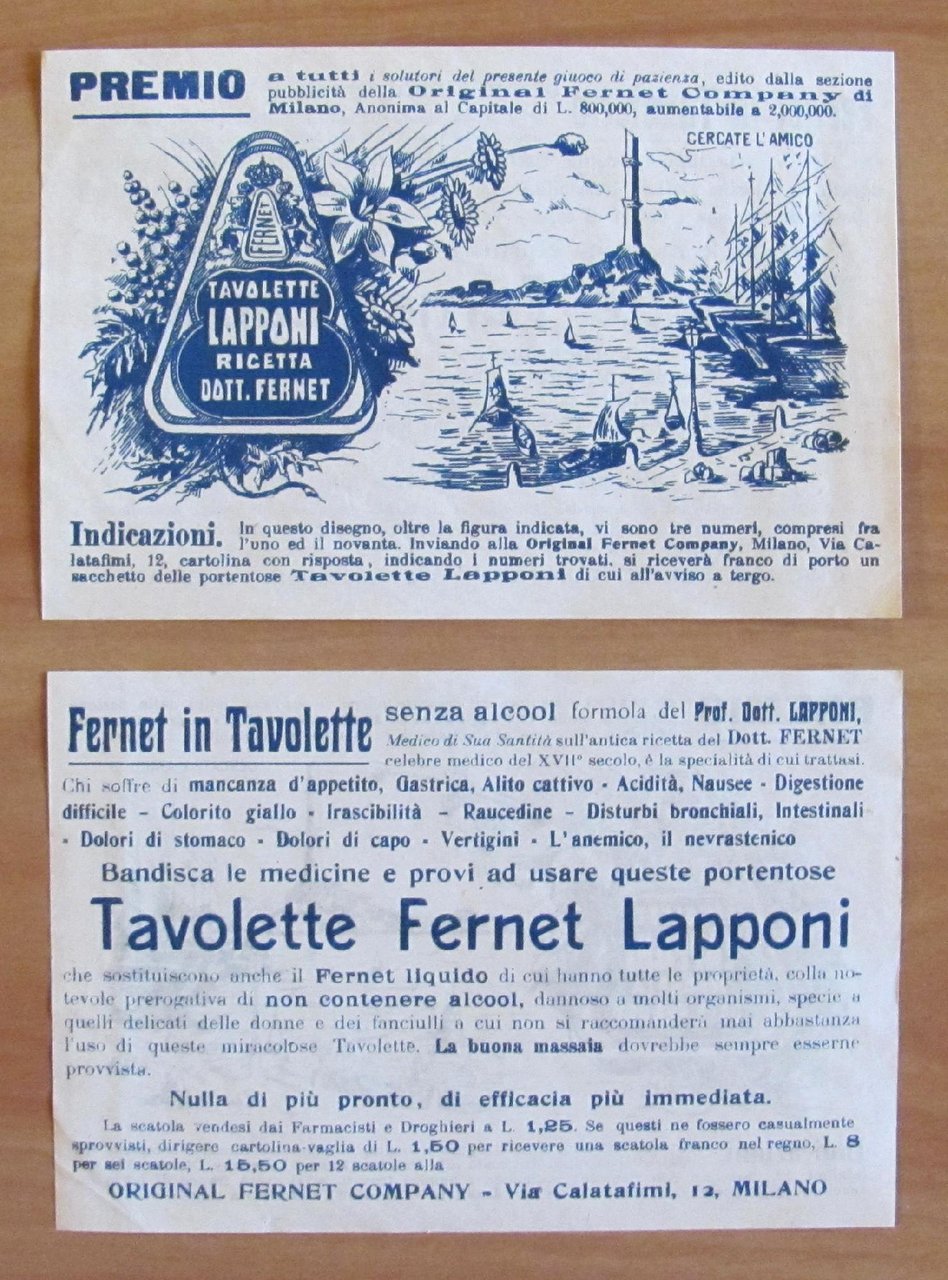 PREMIO
a tutti i solutori del presente giuoco di pazienza, edito dalla sezione
pubblicità della Original Fernet Company di
Milano, Anonima al Capitale di L. 800,000, aumentabile a 2,000,000.
CERCATE L'AMICO
FERNET
TAVOLETTE
LAPPONI
RICETTA
DOTT. FERNET
Indicazioni. In questo disegno, oltre la figura indicata, vi sono tre numeri, compresi fra
l'uno ed il novanta. Inviando alla Original Fernet Company, Milano, Via Ca-
latafimi, 12, cartolina con risposta, indicando i numeri trovati, si riceverà franco di porto un
sacchetto delle portentose Tavolette Lapponi di cui all'avviso a tergo.
Fernet in Tavolette
senza alcool formola del Prof. Dott. LAPPONI,
Medico di Sua Santità sull'antica ricetta del Dott. FERNET
celebre medico del XVII° secolo, è la specialità di cui trattasi.
Chi soffre di mancanza d'appetito, Gastrica, Alito cattivo - Acidità, Nausee - Digestione
difficile - Colorito giallo - Irascibilità - Raucedine - Disturbi bronchiali, Intestinali
- Dolori di stomaco - Dolori di capo - Vertigini - L'anemico, il nevrastenico
Bandisca le medicine e provi ad usare queste portentose
Tavolette Fernet Lapponi
che sostituiscono anche il Fernet liquido di cui hanno tutte le proprietà, colla no-
tevole prerogativa di non contenere alcool, dannoso a molti organismi, specie a
quelli delicati delle donne e dei fanciulli a cui non si raccomanderà mai abbastanza
l'uso di queste miracolose Tavolette. La buona massaia dovrebbe sempre esserne
provvista.
Nulla di più pronto, di efficacia più immediata.
La scatola vendesi dai Farmacisti e Droghieri a L. 1,25. Se questi ne fossero casualmente
sprovvisti, dirigere cartolina-vaglia di L. 1,50 per ricevere una scatola franco nel regno, L. 8
per sei scatole, L. 15,50 per 12 scatole alla
ORIGINAL FERNET COMPANY - Via Calatafimi, 12, MILANO